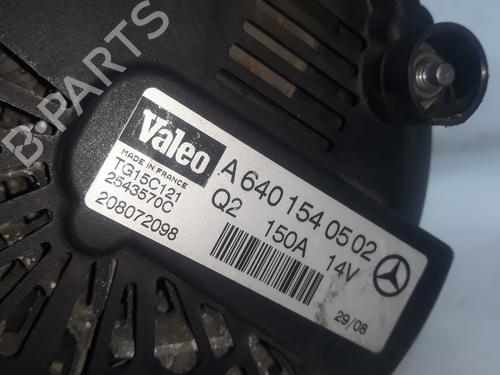 B-PARTS
Valeo
MADE IN FRANCE
TG15C121
2543570C
208072098
A 640 154 05 02
Q2 150A 14V
29/08